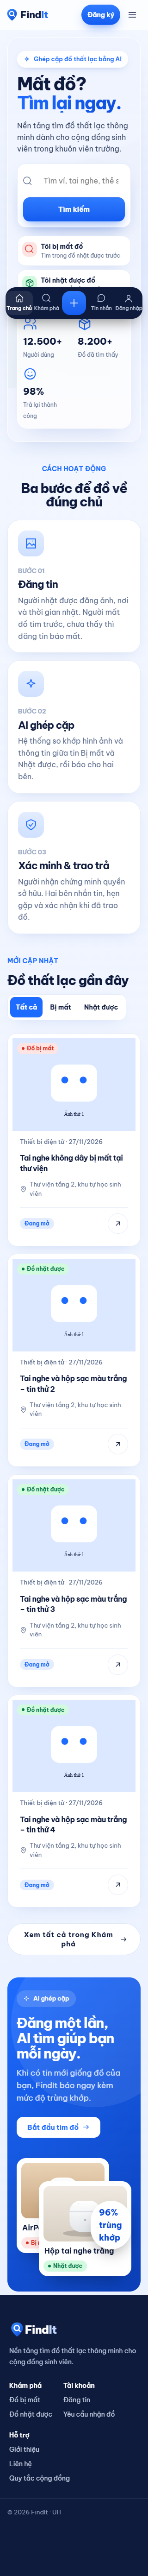 FindIt
Đăng ký
Ghép cặp đồ thất lạc bằng AI
Mất đồ?
Tìm lại ngay.
Nền tảng tìm đồ thất lạc thông
minh cho cộng đồng sinh viên
trong khuôn viên trường.
Tìm ví, tai nghe, thẻ s
Tìm kiếm
Tôi bị mất đồ
Tìm trong đồ nhặt được trước
Tôi nhặt được đồ
Trang chủ
Khám phá
Tin nhắn
Đăng nhập
12.500+
Người dùng
8.200+
Đồ đã tìm thấy
98%
Trả lại thành
công
CÁCH HOẠT ĐỘNG
Ba bước để đồ về
đúng chủ
BƯỚC 01
Đăng tin
Người nhặt được đăng ảnh, nơi
và thời gian nhặt. Người mất
đồ tìm trước, chưa thấy thì
đăng tin báo mất.
BƯỚC 02
AI ghép cặp
Hệ thống so khớp hình ảnh và
thông tin giữa tin Bị mất và
Nhặt được, rồi báo cho hai
bên.
BƯỚC 03
Xác minh & trao trả
Người nhận chứng minh quyền
sở hữu. Hai bên nhắn tin, hẹn
gặp và xác nhận khi đã trao
đồ.
MỚI CẬP NHẬT
Đồ thất lạc gần đây
Tất cả
Bị mất
Nhặt được
Đồ bị mất
Ảnh thử 1
Thiết bị điện tử · 27/11/2026
Tai nghe không dây bị mất tại
thư viện
Thư viện tầng 2, khu tự học sinh
viên
Đang mở
Đồ nhặt được
Ảnh thử 1
Thiết bị điện tử · 27/11/2026
Tai nghe và hộp sạc màu trắng
– tin thử 2
Thư viện tầng 2, khu tự học sinh
viên
Đang mở
Đồ nhặt được
Ảnh thử 1
Thiết bị điện tử · 27/11/2026
Tai nghe và hộp sạc màu trắng
– tin thử 3
Thư viện tầng 2, khu tự học sinh
viên
Đang mở
Đồ nhặt được
Ảnh thử 1
Thiết bị điện tử · 27/11/2026
Tai nghe và hộp sạc màu trắng
– tin thử 4
Thư viện tầng 2, khu tự học sinh
viên
Đang mở
Xem tất cả trong Khám
phá
AI ghép cặp
Đăng một lần,
AI tìm giúp bạn
mỗi ngày.
Khi có tin mới giống đồ của
bạn, FindIt báo ngay kèm
mức độ trùng khớp.
Bắt đầu tìm đồ
AirP
Bị
96%
trùng
khớp
Hộp tai nghe trắng
Nhặt được
FindIt
Nền tảng tìm đồ thất lạc thông minh cho
cộng đồng sinh viên.
Khám phá
Tài khoản
Đồ bị mất
Đăng tin
Đồ nhặt được
Yêu cầu nhận đồ
Hỗ trợ
Giới thiệu
Liên hệ
Quy tắc cộng đồng
© 2026 FindIt · UIT